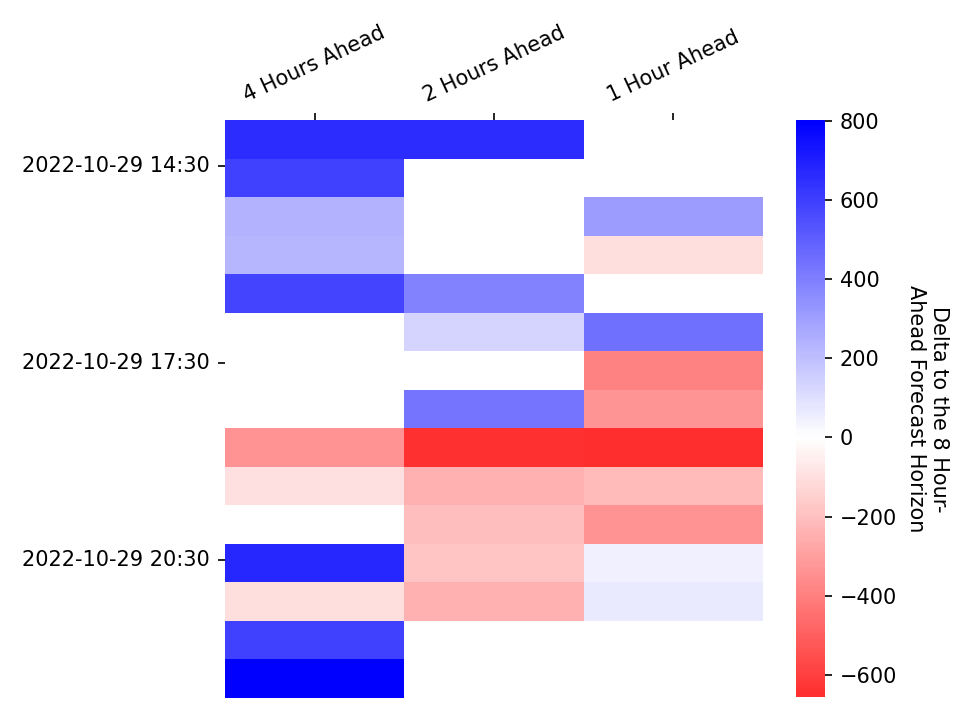 4 Hours Ahead
2 Hours Ahead
1 Hour Ahead
2022-10-29 14:30
2022-10-29 17:30
2022-10-29 20:30
800
600
400
200
0
−200
−400
−600
Delta to the 8 Hour-
Ahead Forecast Horizon